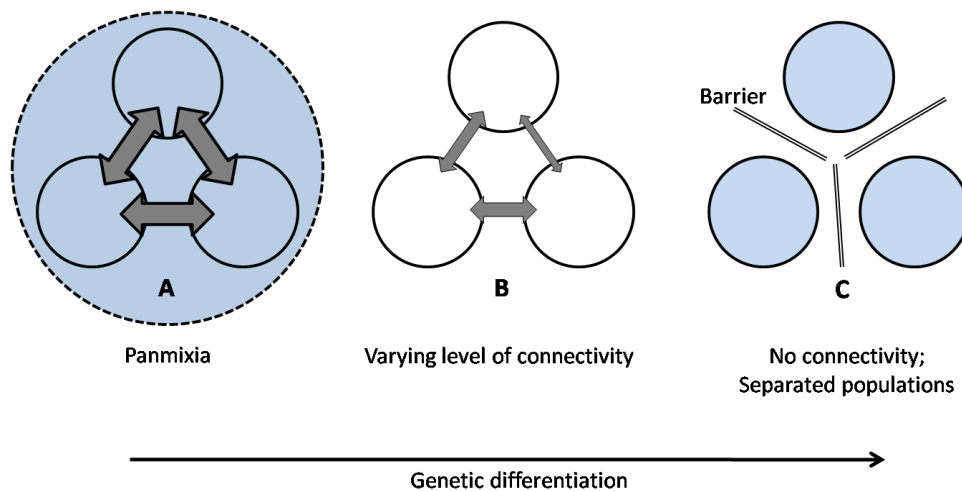 Barrier
A
B
C
Panmixia
Varying level of connectivity
No connectivity;
Separated populations
Genetic differentiation